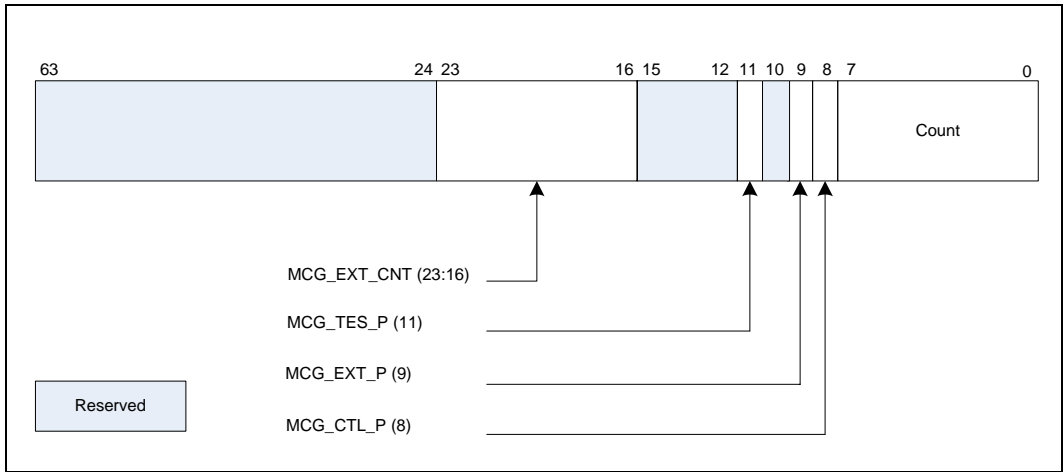 63 24 23 16 15 12 11 10 9 8 7 0
Count
MCG_EXT_CNT (23:16)
MCG_TES_P (11)
MCG_EXT_P (9)
MCG_CTL_P (8)
Reserved